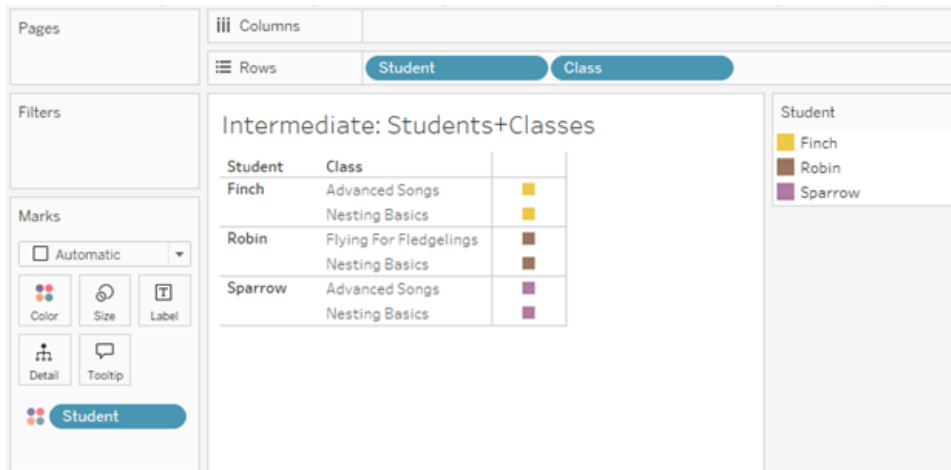 Pages
Columns
Rows Student Class
Filters
Intermediate: Students+Classes
Student Class
Finch Advanced Songs
Nesting Basics
Robin Flying For Fledgelings
Nesting Basics
Sparrow Advanced Songs
Nesting Basics
Marks
Automatic
Color Size Label
Detail Tooltip
Student
Student
Finch
Robin
Sparrow